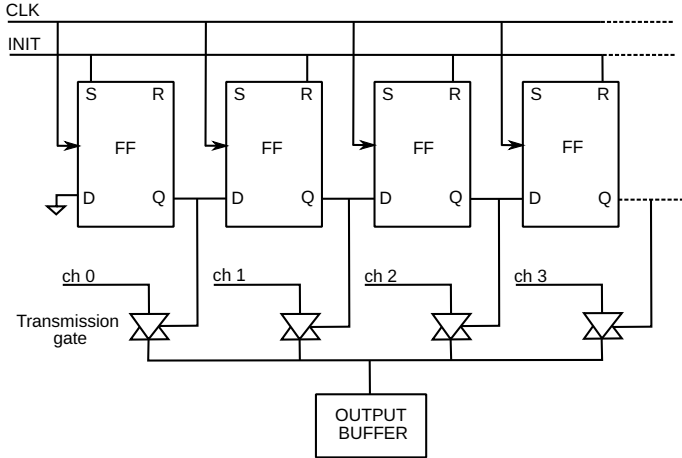 CLK
INIT
S R S R S R S R
FF FF FF FF
D Q D Q D Q D Q
ch 0 ch 1 ch 2 ch 3
Transmission
gate
OUTPUT
BUFFER